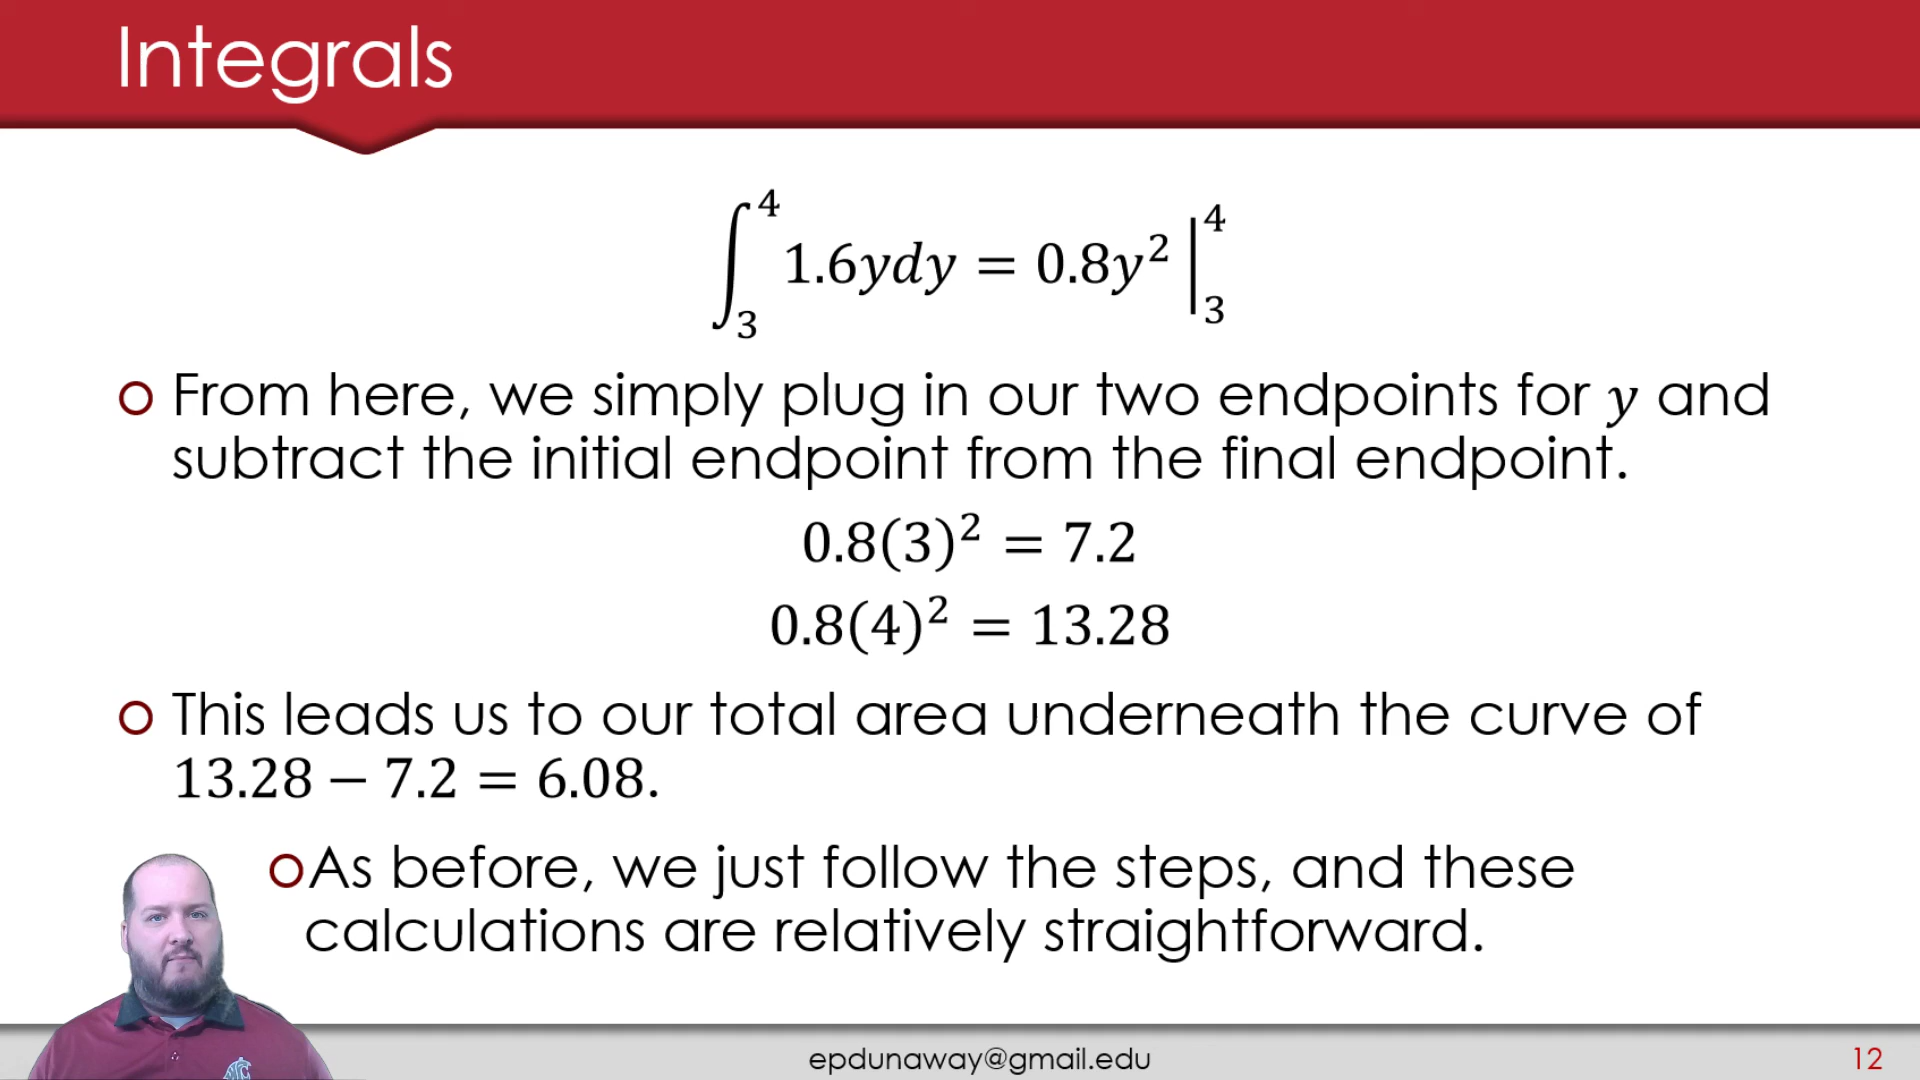 Integrals
∫₃⁴ 1.6ydy = 0.8y² |₃⁴
From here, we simply plug in our two endpoints for y and
subtract the initial endpoint from the final endpoint.
0.8(3)² = 7.2
0.8(4)² = 13.28
This leads us to our total area underneath the curve of
13.28 − 7.2 = 6.08.
As before, we just follow the steps, and these
calculations are relatively straightforward.
epdunaway@gmail.edu
12